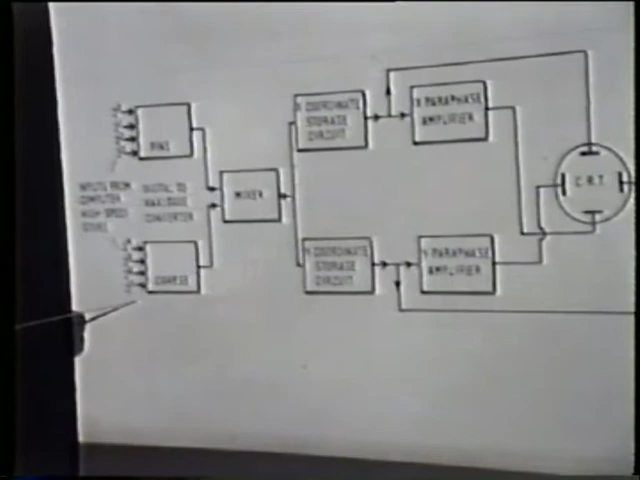 FINE
INPUTS FROM
COMPUTER
HIGH SPEED
DIGITAL TO
ANALOGUE
CONVERTER
COARSE
MIXER
X COORDINATE
STORAGE
CIRCUIT
X-PARAPHASE
AMPLIFIER
Y COORDINATE
STORAGE
CIRCUIT
Y-PARAPHASE
AMPLIFIER
C.R.T.